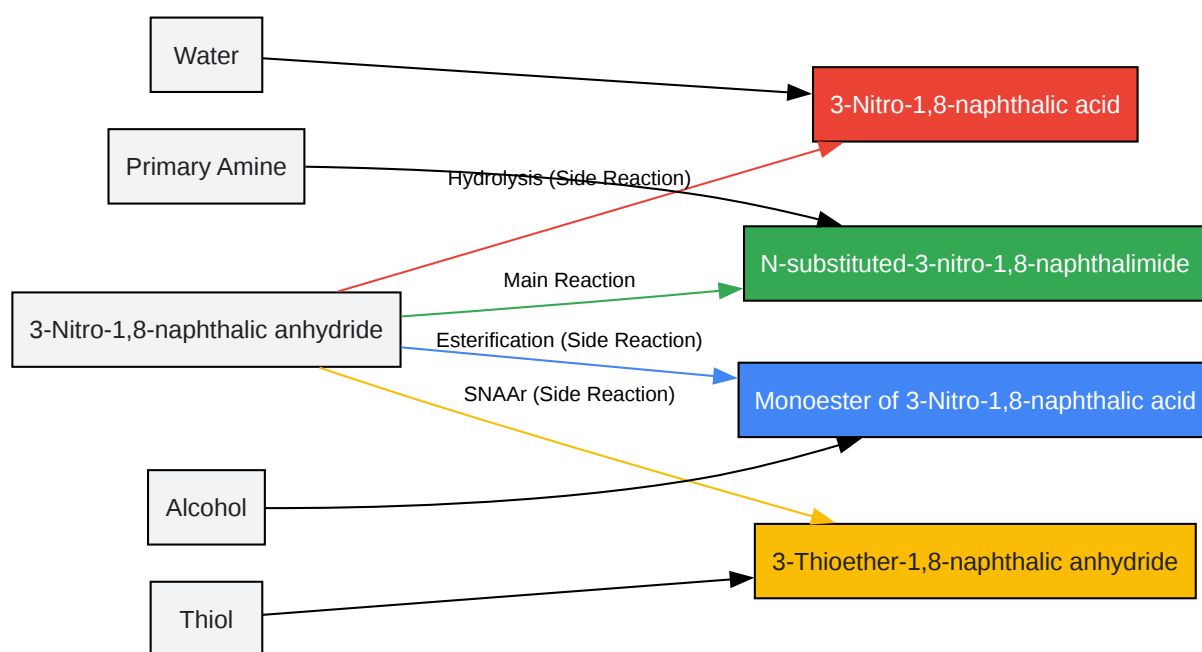 Water
3-Nitro-1,8-naphthalic acid
Primary Amine
Hydrolysis (Side Reaction)
N-substituted-3-nitro-1,8-naphthalimide
Main Reaction
3-Nitro-1,8-naphthalic anhydride
Esterification (Side Reaction)
SNAAr (Side Reaction)
Monoester of 3-Nitro-1,8-naphthalic acid
Alcohol
3-Thioether-1,8-naphthalic anhydride
Thiol